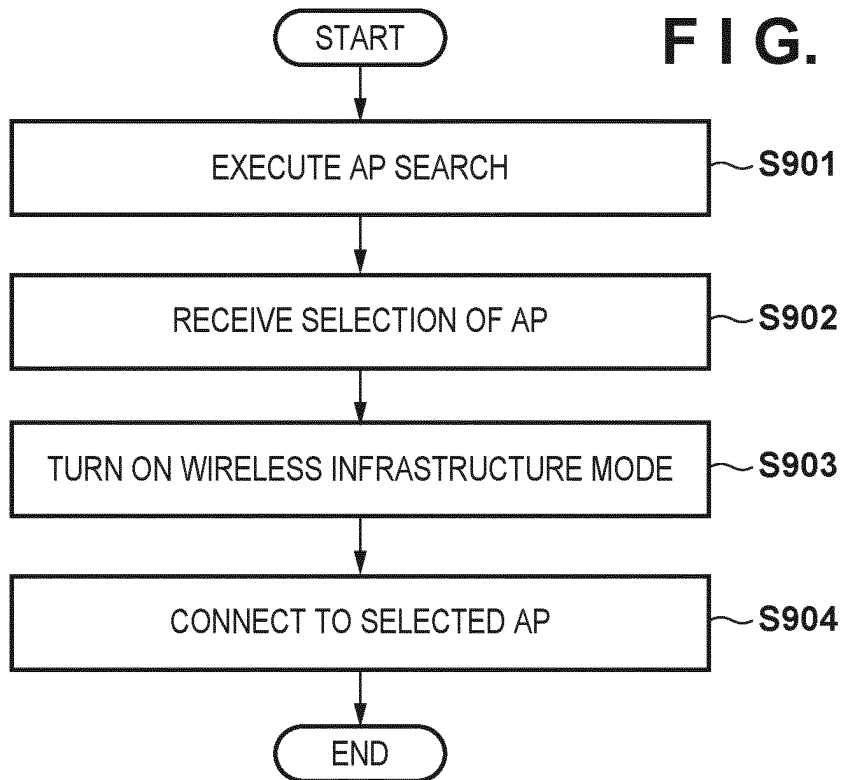 START
F I G.
EXECUTE AP SEARCH
S901
RECEIVE SELECTION OF AP
S902
TURN ON WIRELESS INFRASTRUCTURE MODE
S903
CONNECT TO SELECTED AP
S904
END